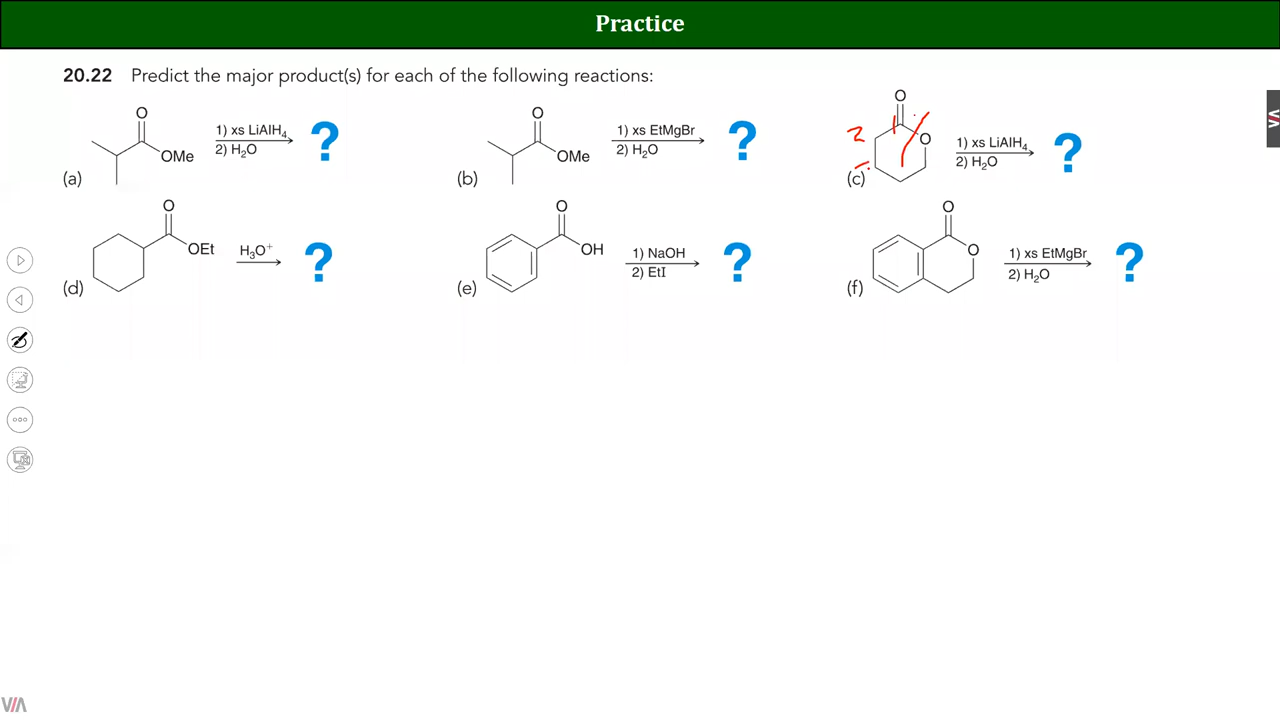 Practice
20.22 Predict the major product(s) for each of the following reactions:
(a)
O
OMe
1) xs LiAlH₄
2) H₂O
?
(b)
O
OMe
1) xs EtMgBr
2) H₂O
?
(c)
O
O
1
2
1) xs LiAlH₄
2) H₂O
?
(d)
O
OEt
H₃O⁺
?
(e)
O
OH
1) NaOH
2) EtI
?
(f)
O
O
1) xs EtMgBr
2) H₂O
?
VIA